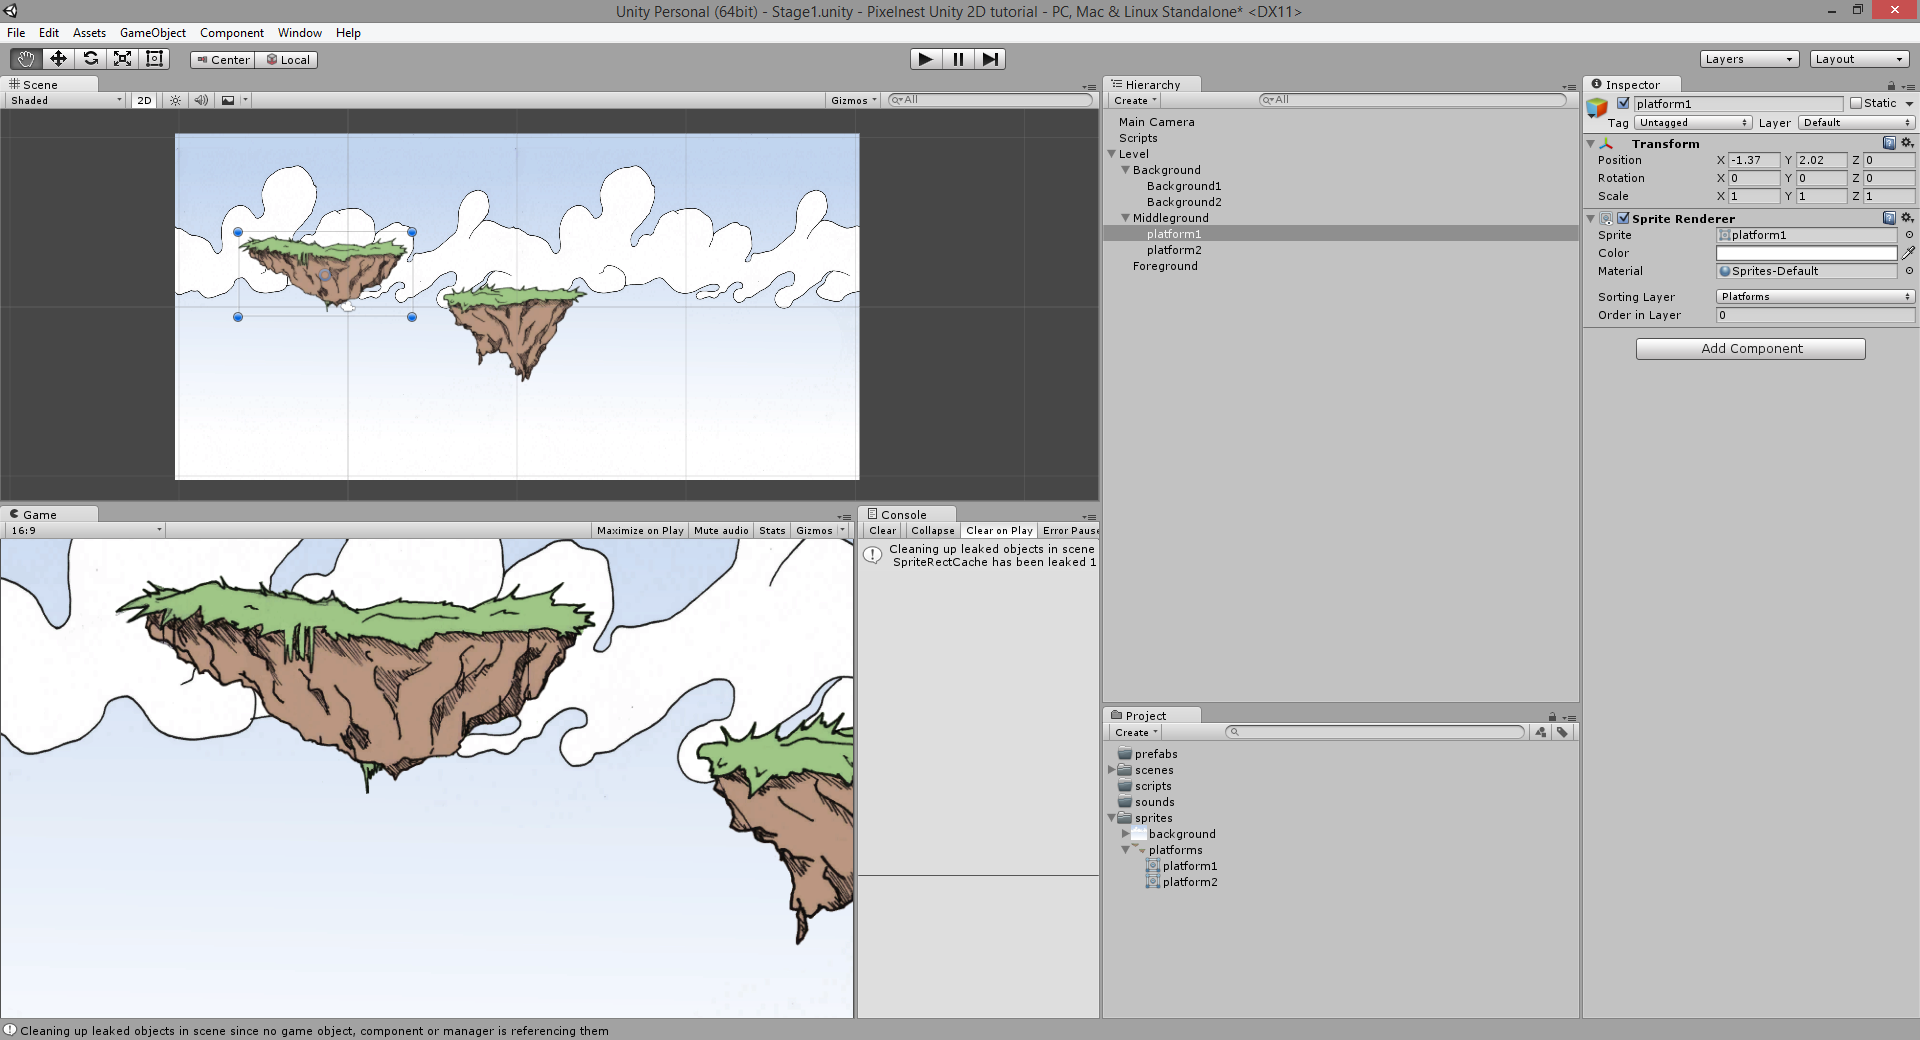 Unity Personal (64bit) - Stage1.unity - Pixelnest Unity 2D tutorial - PC, Mac & Linux Standalone* <DX11>
File Edit Assets GameObject Component Window Help
Center Local
Layers Layout
Scene
Shaded 2D Gizmos All
Game
16:9 Maximize on Play Mute audio Stats Gizmos
Console
Clear Collapse Clear on Play Error Paus
Cleaning up leaked objects in scene
SpriteRectCache has been leaked 1
Hierarchy
Create All
Main Camera
Scripts
Level
Background
Background1
Background2
Middleground
platform1
platform2
Foreground
Project
Create
prefabs
scenes
scripts
sounds
sprites
background
platforms
platform1
platform2
Inspector
platform1 Static
Tag Untagged Layer Default
Transform
Position X -1.37 Y 2.02 Z 0
Rotation X 0 Y 0 Z 0
Scale X 1 Y 1 Z 1
Sprite Renderer
Sprite platform1
Color
Material Sprites-Default
Sorting Layer Platforms
Order in Layer 0
Add Component
Cleaning up leaked objects in scene since no game object, component or manager is referencing them